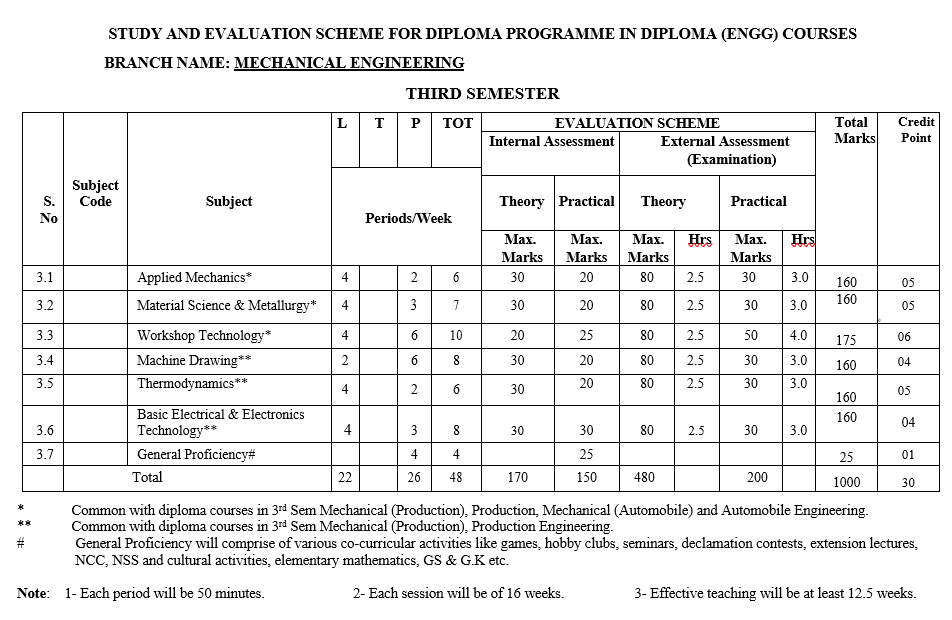 STUDY AND EVALUATION SCHEME FOR DIPLOMA PROGRAMME IN DIPLOMA (ENGG) COURSES
BRANCH NAME: MECHANICAL ENGINEERING
THIRD SEMESTER
S. No Subject Code Subject L T P TOT EVALUATION SCHEME Total Marks Credit Point
Periods/Week Internal Assessment External Assessment (Examination)
Theory Practical Theory Practical
Max. Marks Max. Marks Max. Marks Hrs Max. Marks Hrs
3.1 Applied Mechanics* 4 2 6 30 20 80 2.5 30 3.0 160 05
3.2 Material Science & Metallurgy* 4 3 7 30 20 80 2.5 30 3.0 160 05
3.3 Workshop Technology* 4 6 10 20 25 80 2.5 50 4.0 175 06
3.4 Machine Drawing** 2 6 8 30 20 80 2.5 30 3.0 160 04
3.5 Thermodynamics** 4 2 6 30 20 80 2.5 30 3.0 160 05
3.6 Basic Electrical & Electronics Technology** 4 3 8 30 30 80 2.5 30 3.0 160 04
3.7 General Proficiency# 4 4 25 25 01
Total 22 26 48 170 150 480 200 1000 30
* Common with diploma courses in 3rd Sem Mechanical (Production), Production, Mechanical (Automobile) and Automobile Engineering.
** Common with diploma courses in 3rd Sem Mechanical (Production), Production Engineering.
# General Proficiency will comprise of various co-curricular activities like games, hobby clubs, seminars, declamation contests, extension lectures,
NCC, NSS and cultural activities, elementary mathematics, GS & G.K etc.
Note: 1- Each period will be 50 minutes. 2- Each session will be of 16 weeks. 3- Effective teaching will be at least 12.5 weeks.